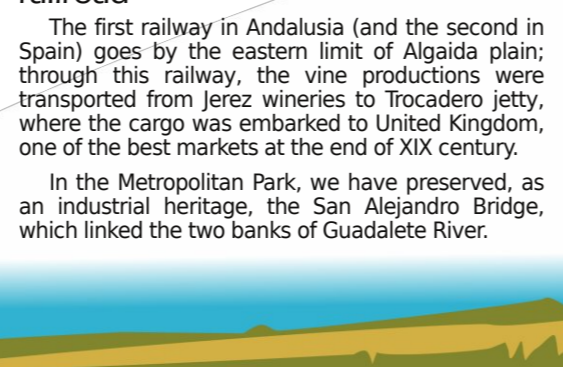 The first railway in Andalusia (and the second in
Spain) goes by the eastern limit of Algaida plain;
through this railway, the vine productions were
transported from Jerez wineries to Trocadero jetty,
where the cargo was embarked to United Kingdom,
one of the best markets at the end of XIX century.
In the Metropolitan Park, we have preserved, as
an industrial heritage, the San Alejandro Bridge,
which linked the two banks of Guadalete River.